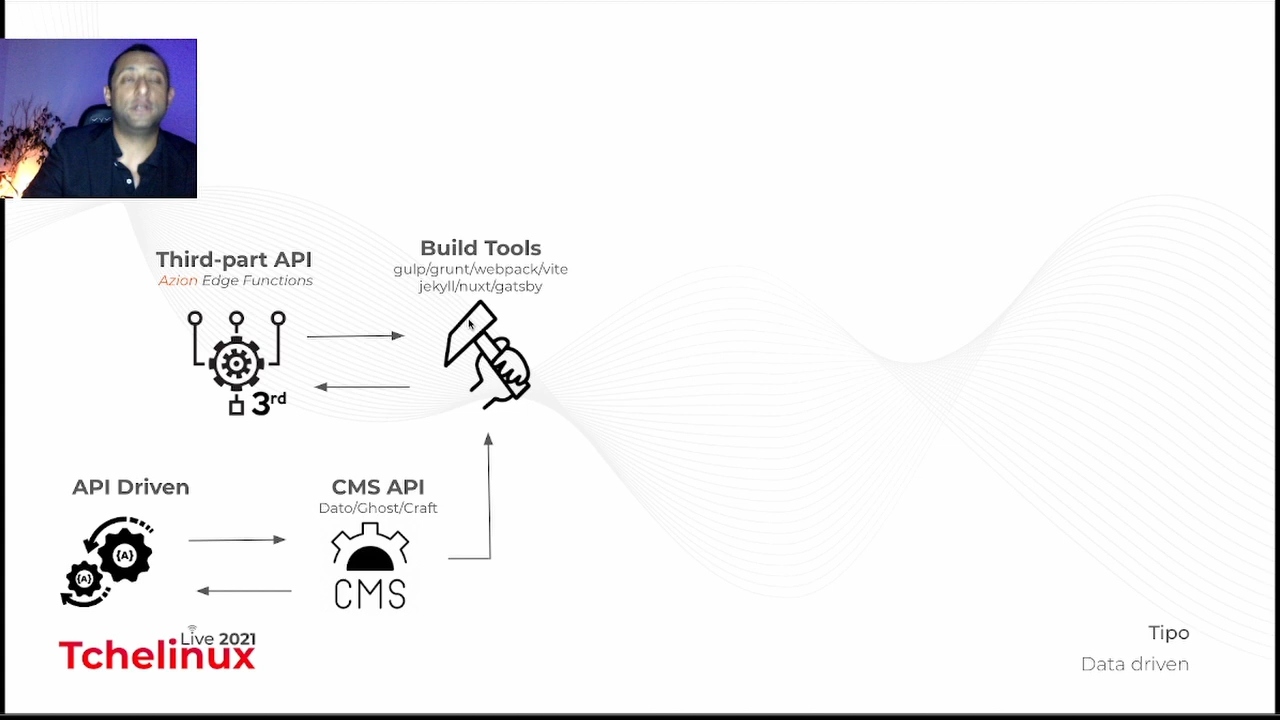 Third-part API
Azion Edge Functions
3rd
Build Tools
gulp/grunt/webpack/vite
jekyll/nuxt/gatsby
API Driven
{A}
{A}
CMS API
Dato/Ghost/Craft
CMS
Live 2021
Tchelinux
Tipo
Data driven